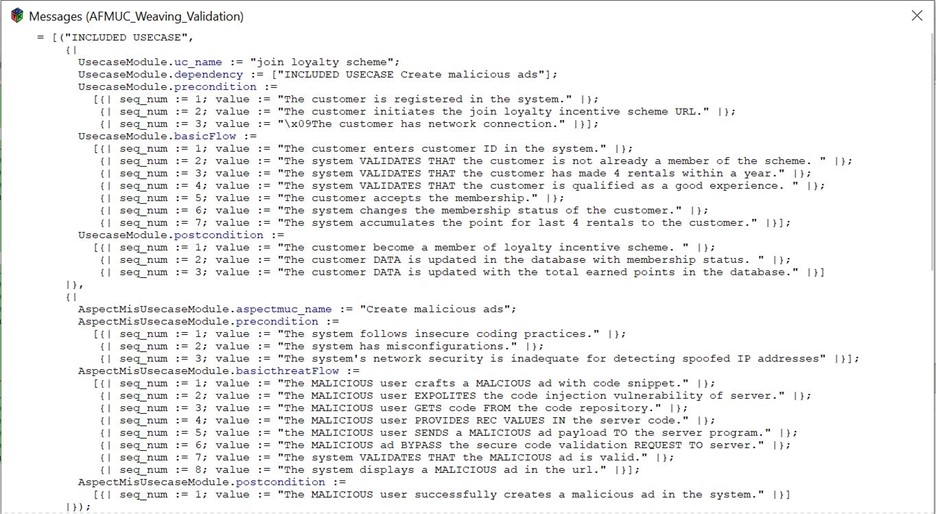 Messages (AFMUC_Weaving_Validation)
= [("INCLUDED USECASE",
{|
UsecaseModule.uc_name := "join loyalty scheme";
UsecaseModule.dependency := ["INCLUDED USECASE Create malicious ads"];
UsecaseModule.precondition :=
[{| seq_num := 1; value := "The customer is registered in the system." |};
{| seq_num := 2; value := "The customer initiates the join loyalty incentive scheme URL." |};
{| seq_num := 3; value := "\x09The customer has network connection." |}];
UsecaseModule.basicFlow :=
[{| seq_num := 1; value := "The customer enters customer ID in the system." |};
{| seq_num := 2; value := "The system VALIDATES THAT the customer is not already a member of the scheme. " |};
{| seq_num := 3; value := "The system VALIDATES THAT the customer has made 4 rentals within a year." |};
{| seq_num := 4; value := "The system VALIDATES THAT the customer is qualified as a good experience. " |};
{| seq_num := 5; value := "The customer accepts the membership." |};
{| seq_num := 6; value := "The system changes the membership status of the customer." |};
{| seq_num := 7; value := "The system accumulates the point for last 4 rentals to the customer." |}];
UsecaseModule.postcondition :=
[{| seq_num := 1; value := "The customer become a member of loyalty incentive scheme. " |};
{| seq_num := 2; value := "The customer DATA is updated in the database with membership status. " |};
{| seq_num := 3; value := "The customer DATA is updated with the total earned points in the database." |}]
|},
{|
AspectMisUsecaseModule.aspectmuc_name := "Create malicious ads";
AspectMisUsecaseModule.precondition :=
[{| seq_num := 1; value := "The system follows insecure coding practices." |};
{| seq_num := 2; value := "The system has misconfigurations." |};
{| seq_num := 3; value := "The system's network security is inadequate for detecting spoofed IP addresses" |}];
AspectMisUsecaseModule.basicthreatFlow :=
[{| seq_num := 1; value := "The MALICIOUS user crafts a MALCIOUS ad with code snippet." |};
{| seq_num := 2; value := "The MALICIOUS user EXPOLITES the code injection vulnerability of server." |};
{| seq_num := 3; value := "The MALICIOUS user GETS code FROM the code repository." |};
{| seq_num := 4; value := "The MALICIOUS user PROVIDES REC VALUES IN the server code." |};
{| seq_num := 5; value := "the MALICIOUS user SENDS a MALICIOUS ad payload TO the server program." |};
{| seq_num := 6; value := "the MALICIOUS ad BYPASS the secure code validation REQUEST TO server." |};
{| seq_num := 7; value := "The system VALIDATES THAT the MALICIOUS ad is valid." |};
{| seq_num := 8; value := "The system displays a MALICIOUS ad in the url." |}];
AspectMisUsecaseModule.postcondition :=
[{| seq_num := 1; value := "The MALICIOUS user successfully creates a malicious ad in the system." |}]
|});